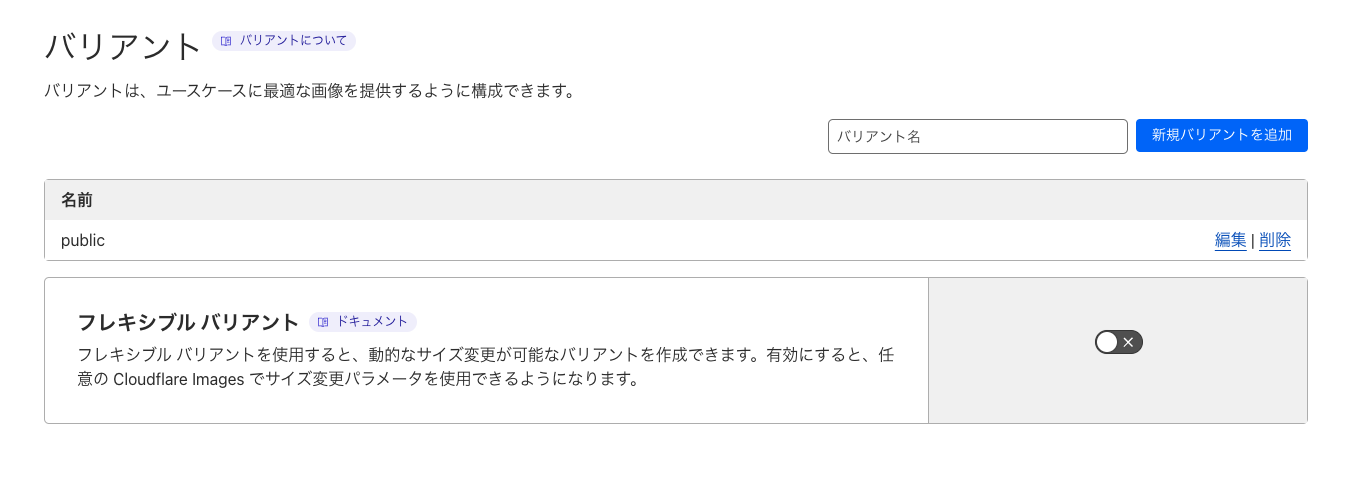 バリアント バリアントについて
バリアントは、ユースケースに最適な画像を提供するように構成できます。
バリアント名 新規バリアントを追加
名前
public 編集 | 削除
フレキシブル バリアント ドキュメント
フレキシブル バリアントを使用すると、動的なサイズ変更が可能なバリアントを作成できます。有効にすると、任
意の Cloudflare Images でサイズ変更パラメータを使用できるようになります。